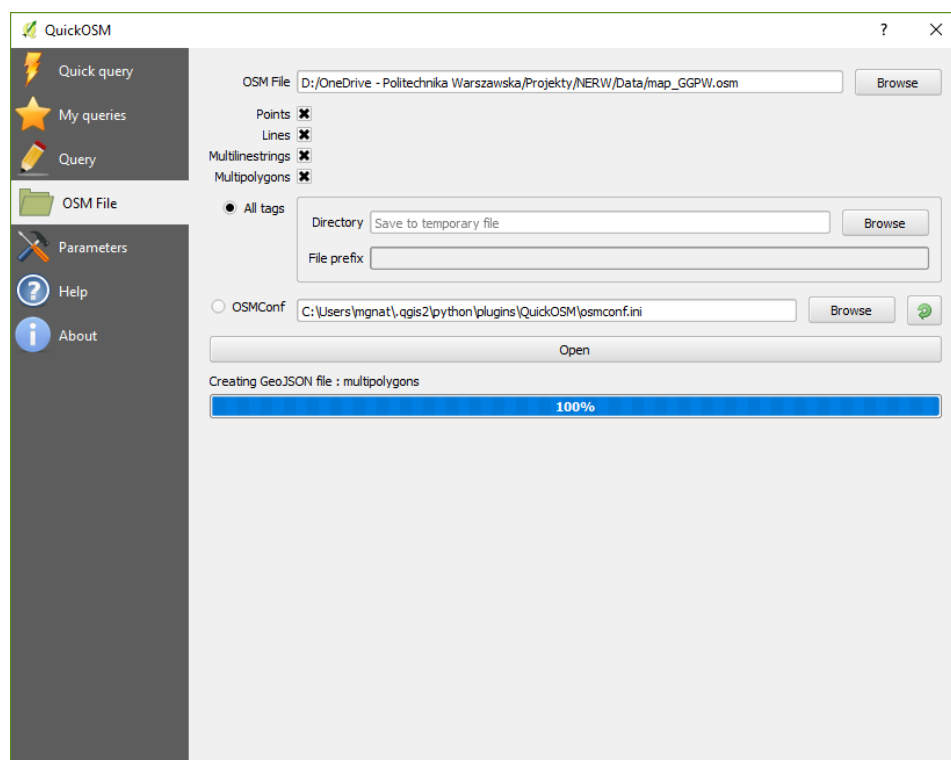 QuickOSM
?
Quick query
My queries
Query
OSM File
Parameters
Help
About
OSM File D:/OneDrive - Politechnika Warszawska/Projekty/NERW/Data/map_GGPW.osm Browse
Points
Lines
Multilinestrings
Multipolygons
All tags
Directory Save to temporary file Browse
File prefix
OSMConf C:\Users\mgnat\.qgis2\python\plugins\QuickOSM\osmconf.ini Browse
Open
Creating GeoJSON file : multipolygons
100%